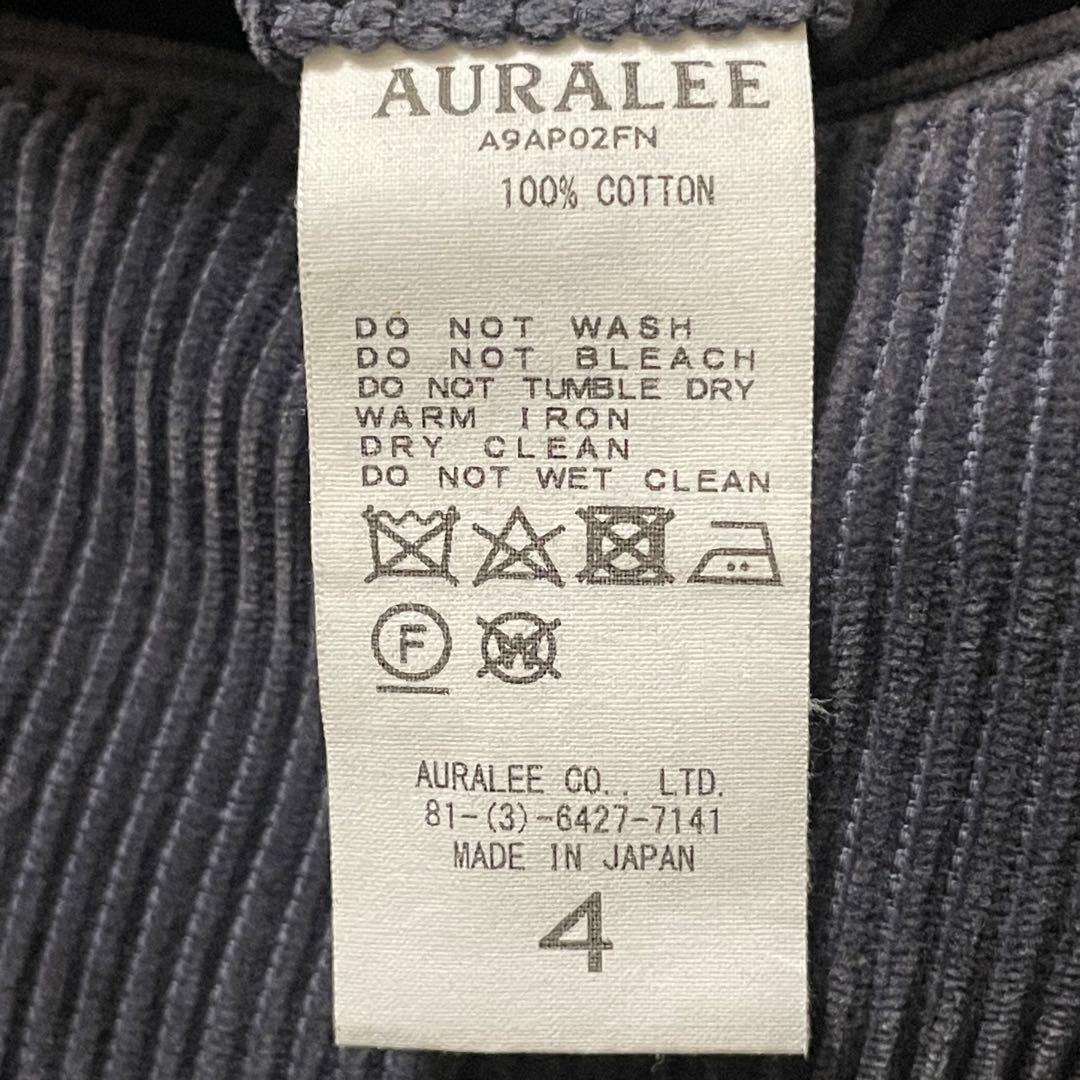 AURALEE
A9AP02FN
100% COTTON
DO NOT WASH
DO NOT BLEACH
DO NOT TUMBLE DRY
WARM IRON
DRY CLEAN
DO NOT WET CLEAN
F W
AURALEE CO., LTD.
81-(3)-6427-7141
MADE IN JAPAN
4